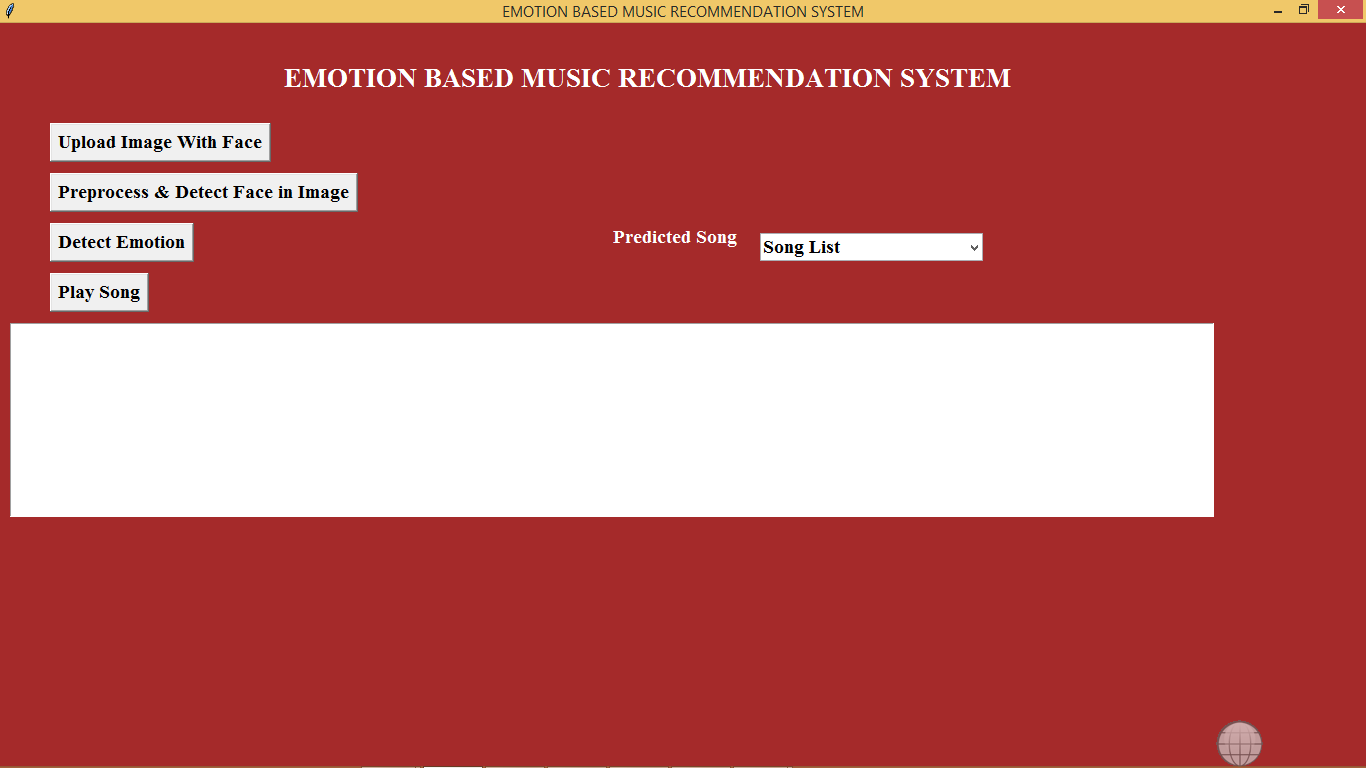 EMOTION BASED MUSIC RECOMMENDATION SYSTEM
EMOTION BASED MUSIC RECOMMENDATION SYSTEM
Upload Image With Face
Preprocess & Detect Face in Image
Detect Emotion
Predicted Song
Song List
Play Song